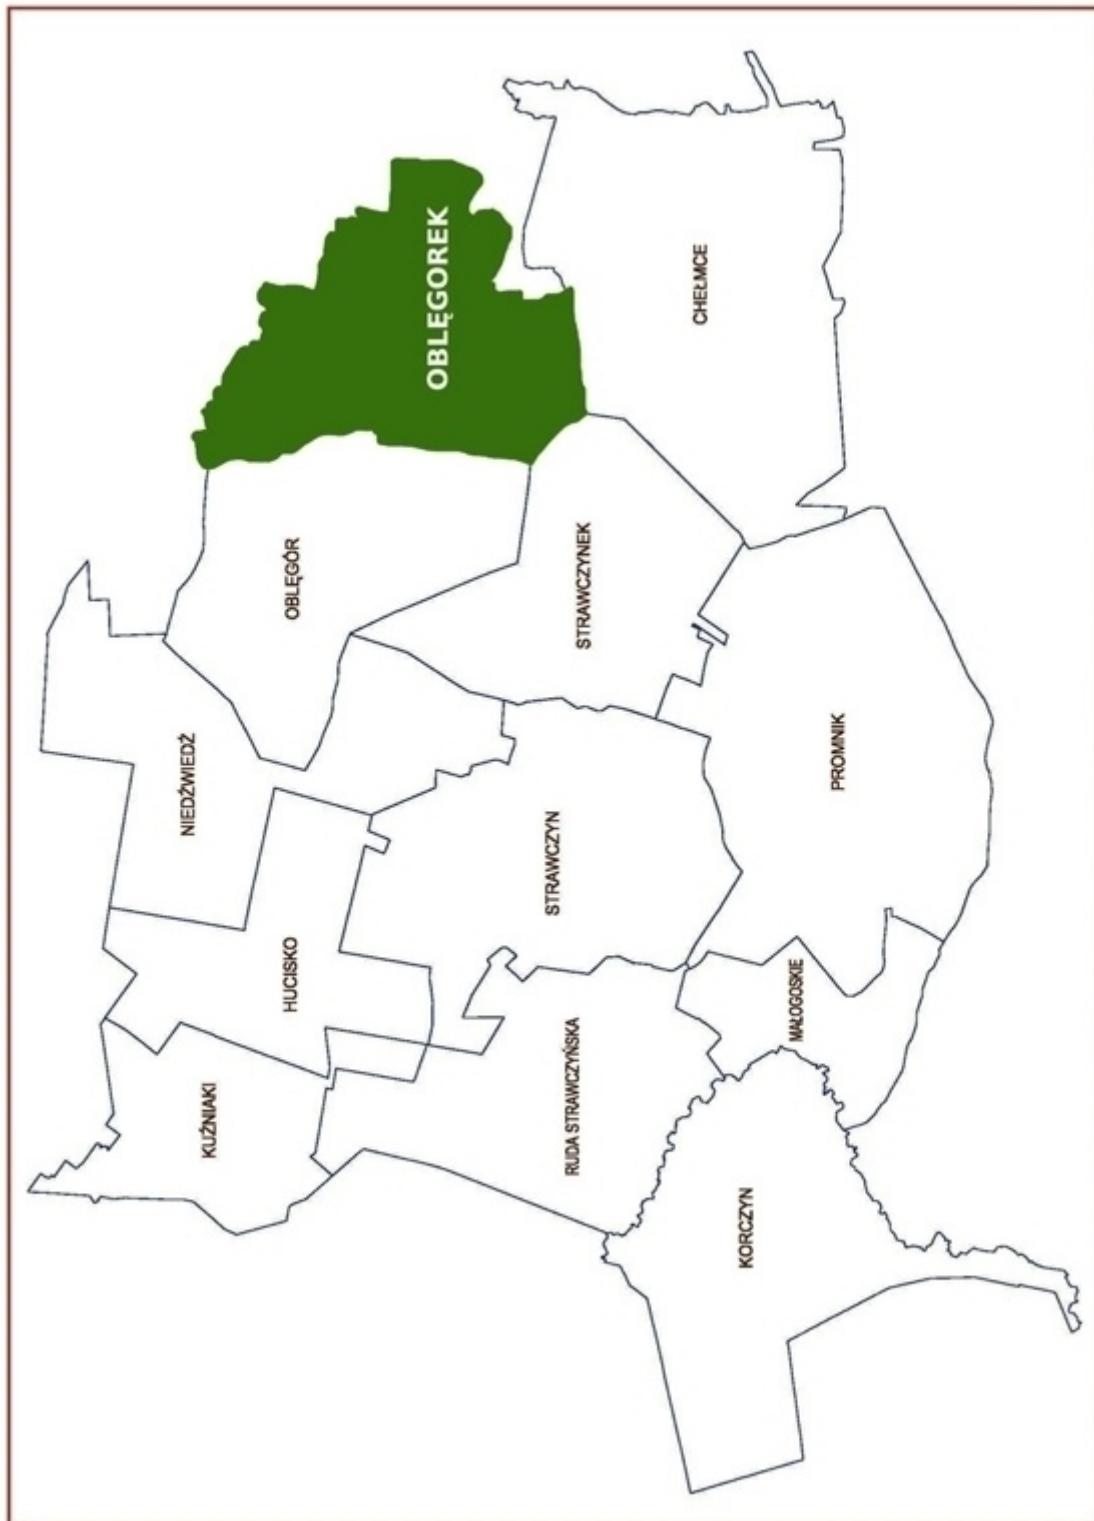 KUŹNIAKI
HUCISKO
NIEDŹWIEDŹ
OBLĘGÓR
OBLĘGOREK
RUDA STRAWCZYŃSKA
STRAWCZYN
STRAWCZYNEK
CHEŁMCE
KORCZYN
MAŁOGOSKIE
PROMNIK